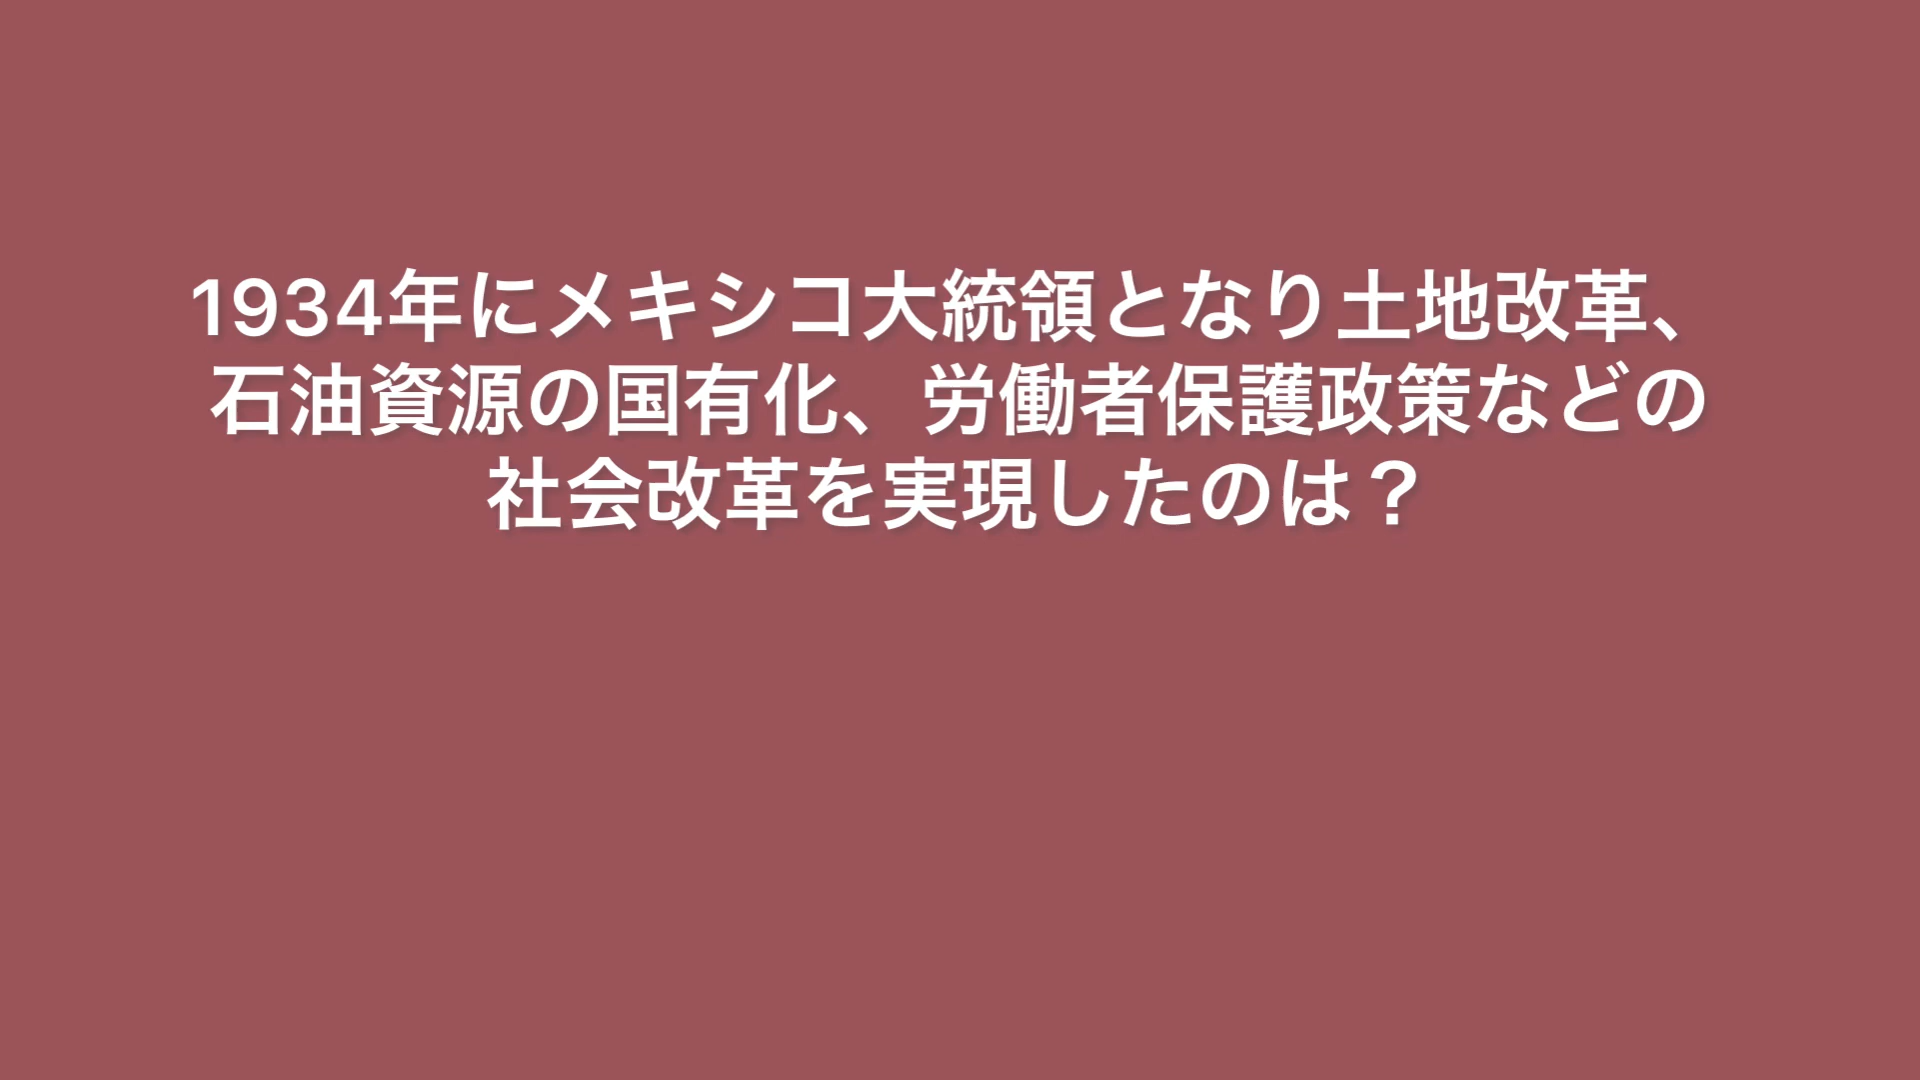 1934年にメキシコ大統領となり土地改革、
石油資源の国有化、労働者保護政策などの
社会改革を実現したのは？